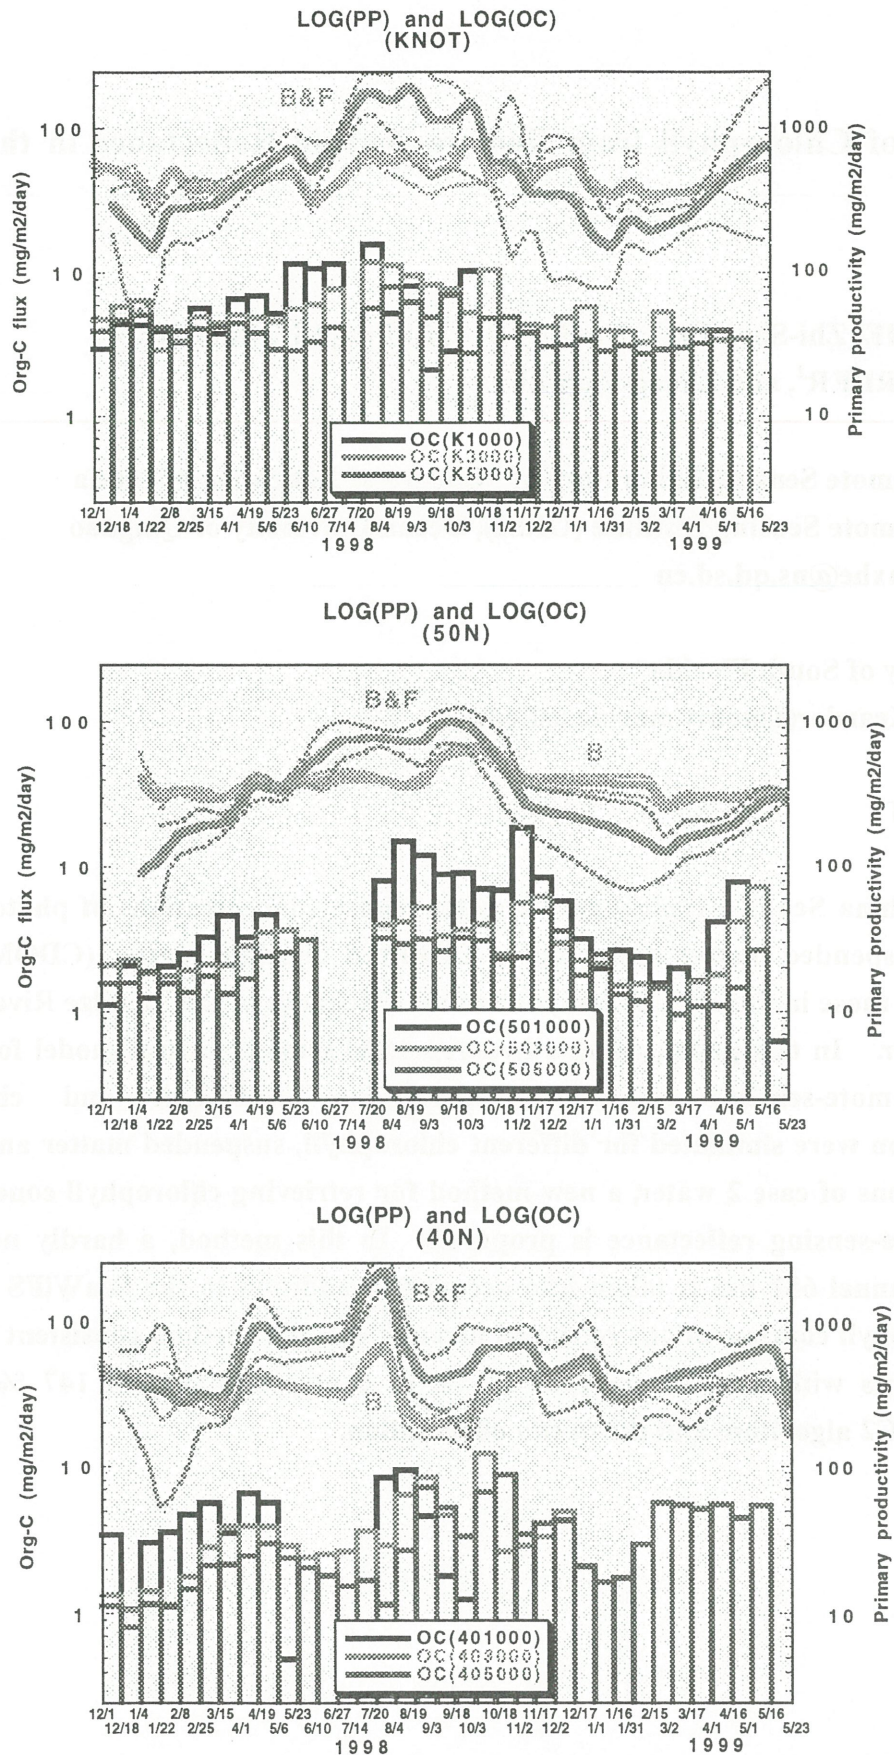 LOG(PP) and LOG(OC)
(KNOT)
B&F
B
Org-C flux (mg/m2/day)
100
10
1
1000
100
10
Primary productivity (mg/m2/day)
OC(K1000)
OC(K3000)
OC(K5000)
12/1 1/4 2/8 3/15 4/19 5/23 6/27 7/20 8/19 9/18 10/18 11/17 12/17 1/16 2/15 3/17 4/16 5/16
12/18 1/22 2/25 4/1 5/6 6/10 7/14 8/4 9/3 10/3 11/2 12/2 1/1 1/31 3/2 4/1 5/1 5/23
1998 1999
LOG(PP) and LOG(OC)
(50N)
B&F
B
Org-C flux (mg/m2/day)
100
10
1
1000
100
10
Primary productivity (mg/m2/day)
OC(501000)
OC(503000)
OC(505000)
12/1 1/4 2/8 3/15 4/19 5/23 6/27 7/20 8/19 9/18 10/18 11/17 12/17 1/16 2/15 3/17 4/16 5/16
12/18 1/22 2/25 4/1 5/6 6/10 7/14 8/4 9/3 10/3 11/2 12/2 1/1 1/31 3/2 4/1 5/1 5/23
1998 1999
LOG(PP) and LOG(OC)
(40N)
B&F
B
Org-C (mg/m2/day)
100
10
1
1000
100
10
Primary productivity (mg/m2/day)
OC(401000)
OC(403000)
OC(405000)
12/1 1/4 2/8 3/15 4/19 5/23 6/27 7/20 8/19 9/18 10/18 11/17 12/17 1/16 2/15 3/17 4/16 5/16
12/18 1/22 2/25 4/1 5/6 6/10 7/14 8/4 9/3 10/3 11/2 12/2 1/1 1/31 3/2 4/1 5/1 5/23
1998 1999